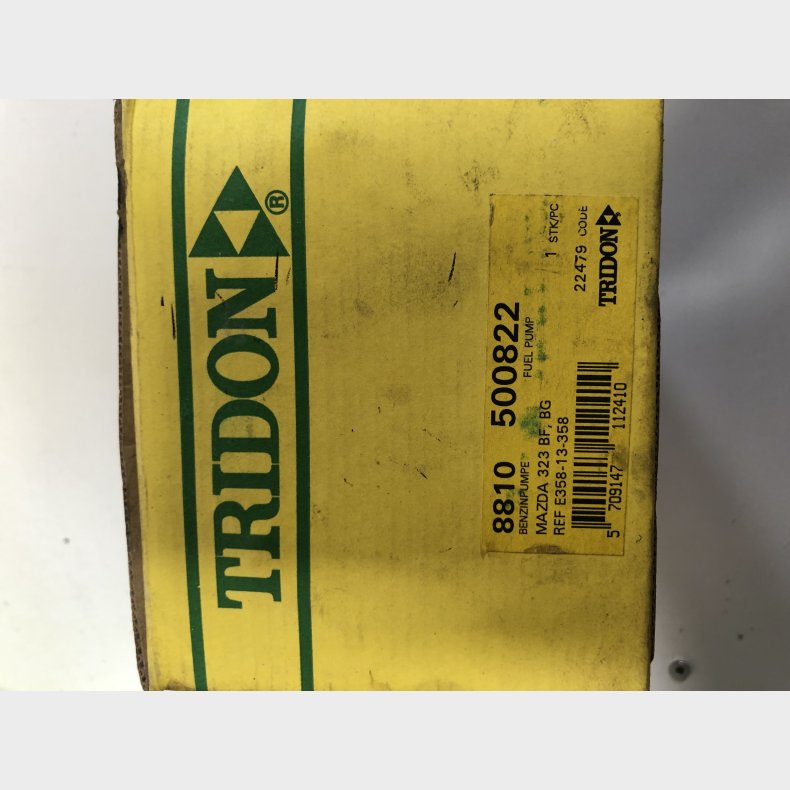 TRIDON®
8810 500822
BENZINPUMPE FUEL PUMP
MAZDA 323 BF, BG 1 STK/PC
REF E358-13-358
22479 CODE
5 709147 112410
TRIDON